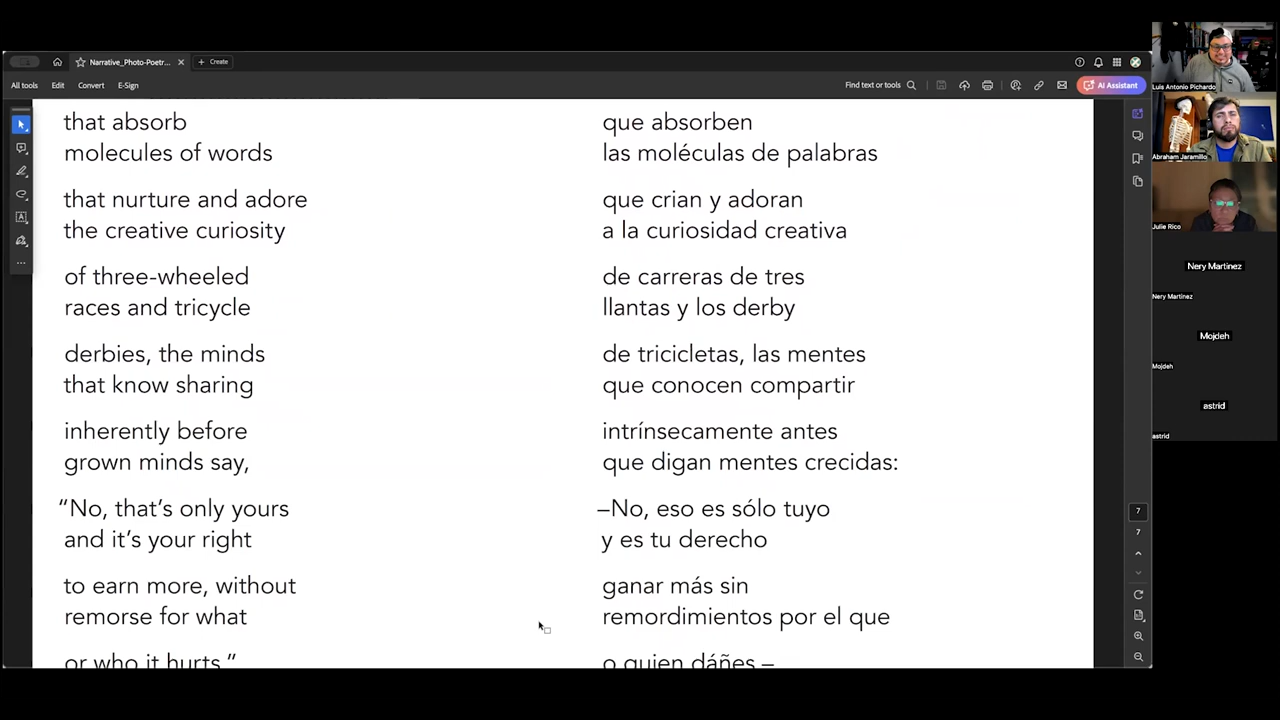 Narrative_Photo-Poetr...
Create
All tools
Edit
Convert
E-Sign
Find text or tools
AI Assistant
that absorb
molecules of words
that nurture and adore
the creative curiosity
of three-wheeled
races and tricycle
derbies, the minds
that know sharing
inherently before
grown minds say,
“No, that’s only yours
and it’s your right
to earn more, without
remorse for what
or who it hurts.”
que absorben
las moléculas de palabras
que crian y adoran
a la curiosidad creativa
de carreras de tres
llantas y los derby
de tricicletas, las mentes
que conocen compartir
intrínsecamente antes
que digan mentes crecidas:
–No, eso es sólo tuyo
y es tu derecho
ganar más sin
remordimientos por el que
o quien dáñes –
7
7
Luis Antonio Pichardo
Abraham Jaramillo
Julie Rico
Nery Martinez
Nery Martinez
Mojdeh
Mojdeh
astrid
astrid